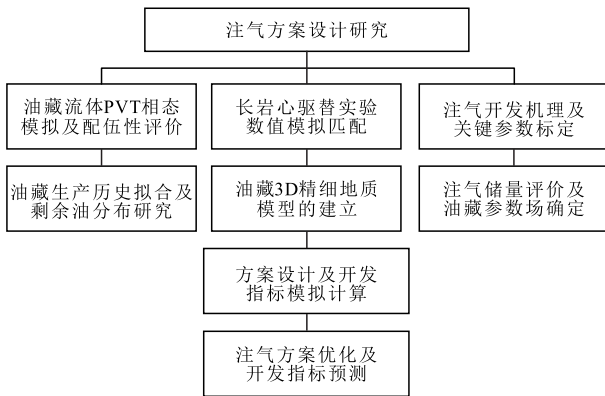 注气方案设计研究
油藏流体PVT相态
模拟及配伍性评价
长岩心驱替实验
数值模拟匹配
注气开发机理及
关键参数标定
油藏生产历史拟合及
剩余油分布研究
油藏3D精细地质
模型的建立
注气储量评价及
油藏参数场确定
方案设计及开发
指标模拟计算
注气方案优化及
开发指标预测